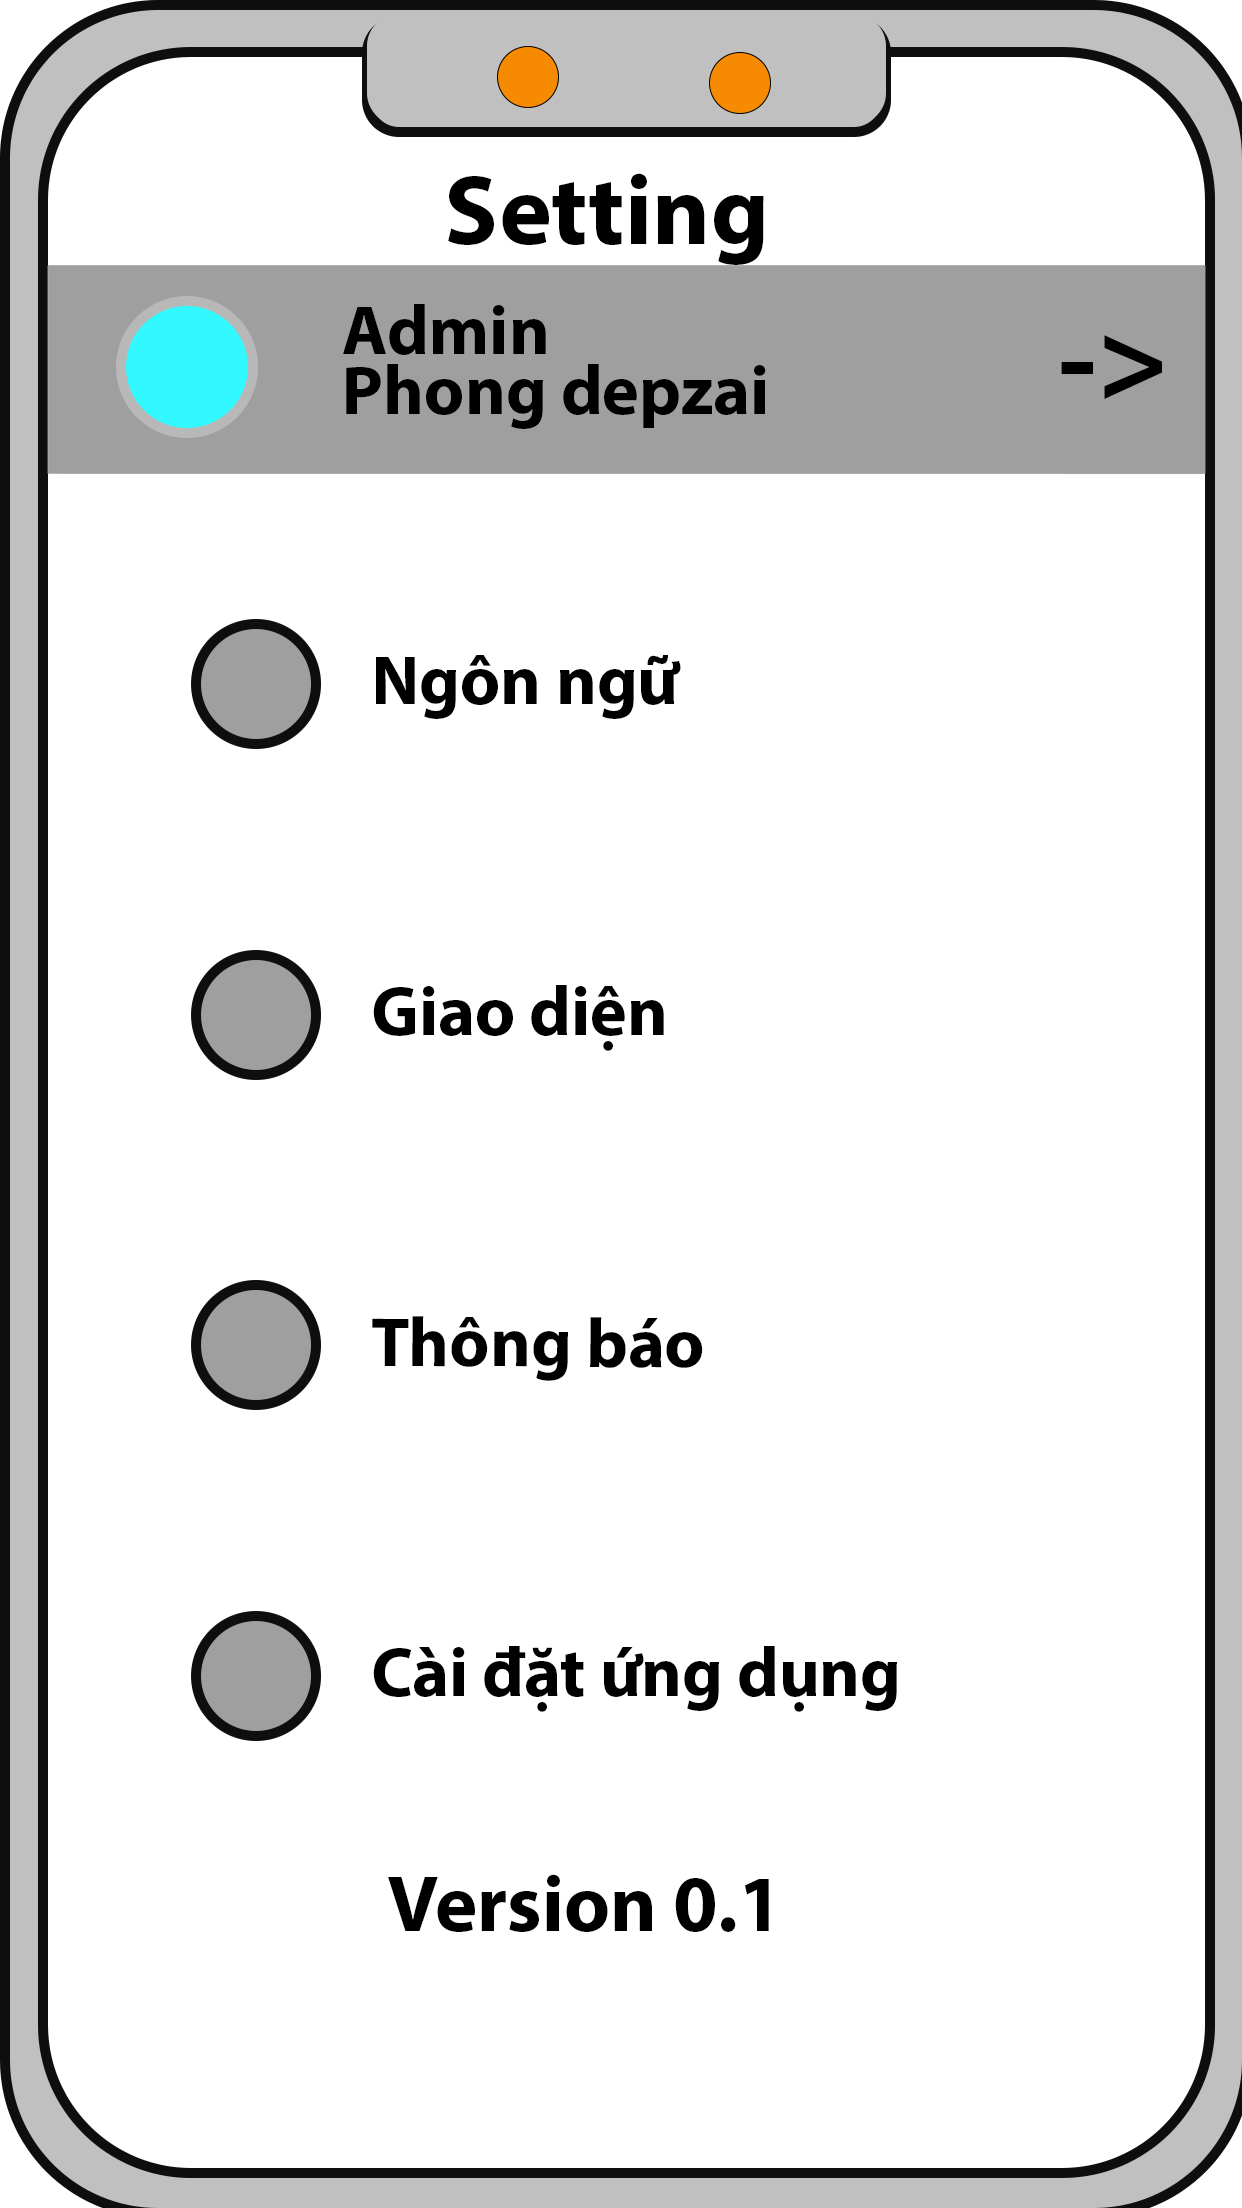 Setting
Admin
Phong depzai
->
Ngôn ngữ
Giao diện
Thông báo
Cài đặt ứng dụng
Version 0.1